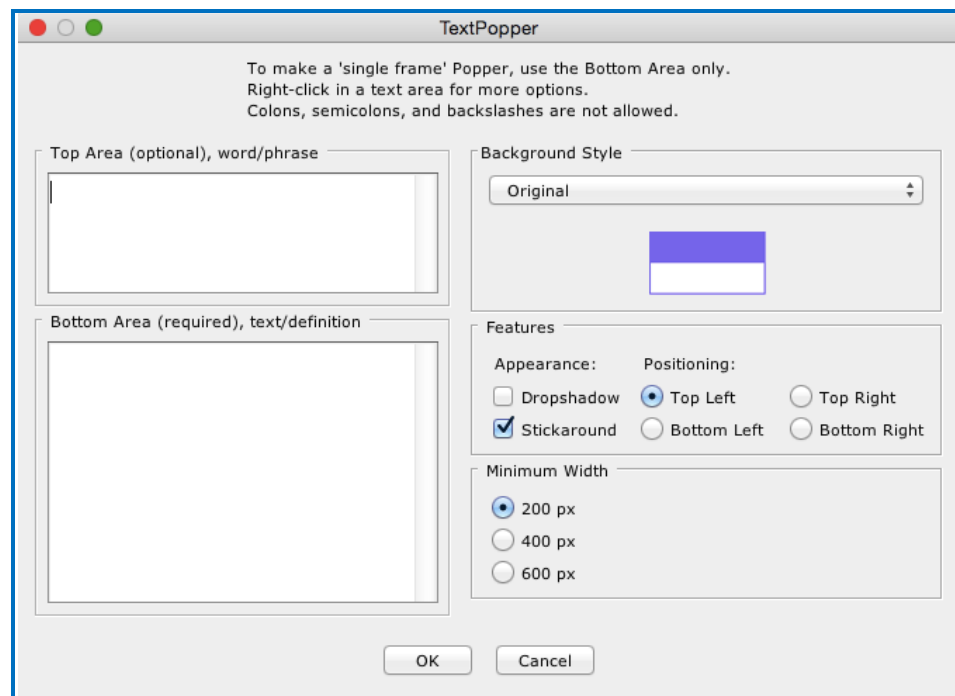 TextPopper
To make a 'single frame' Popper, use the Bottom Area only.
Right-click in a text area for more options.
Colons, semicolons, and backslashes are not allowed.
Top Area (optional), word/phrase
Bottom Area (required), text/definition
Background Style
Original
Features
Appearance: Positioning:
Dropshadow Top Left Top Right
Stickaround Bottom Left Bottom Right
Minimum Width
200 px
400 px
600 px
OK Cancel